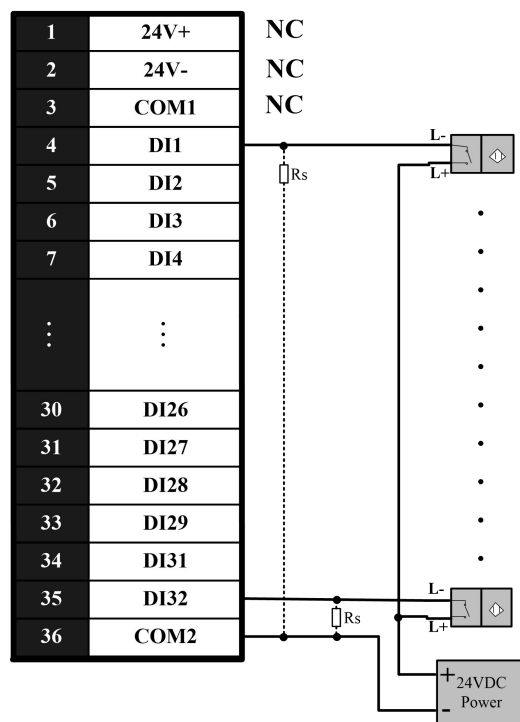 1 24V+ NC
2 24V- NC
3 COM1 NC
4 DI1 L-
5 DI2 Rs L+
6 DI3
7 DI4
⋮ ⋮
30 DI26
31 DI27
32 DI28
33 DI29
34 DI31
35 DI32 L-
36 COM2 Rs L+
+ 24VDC
- Power